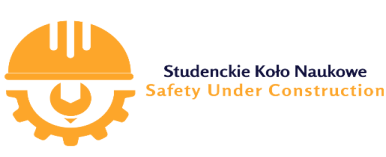 Studenckie Koło Naukowe
Safety Under Construction